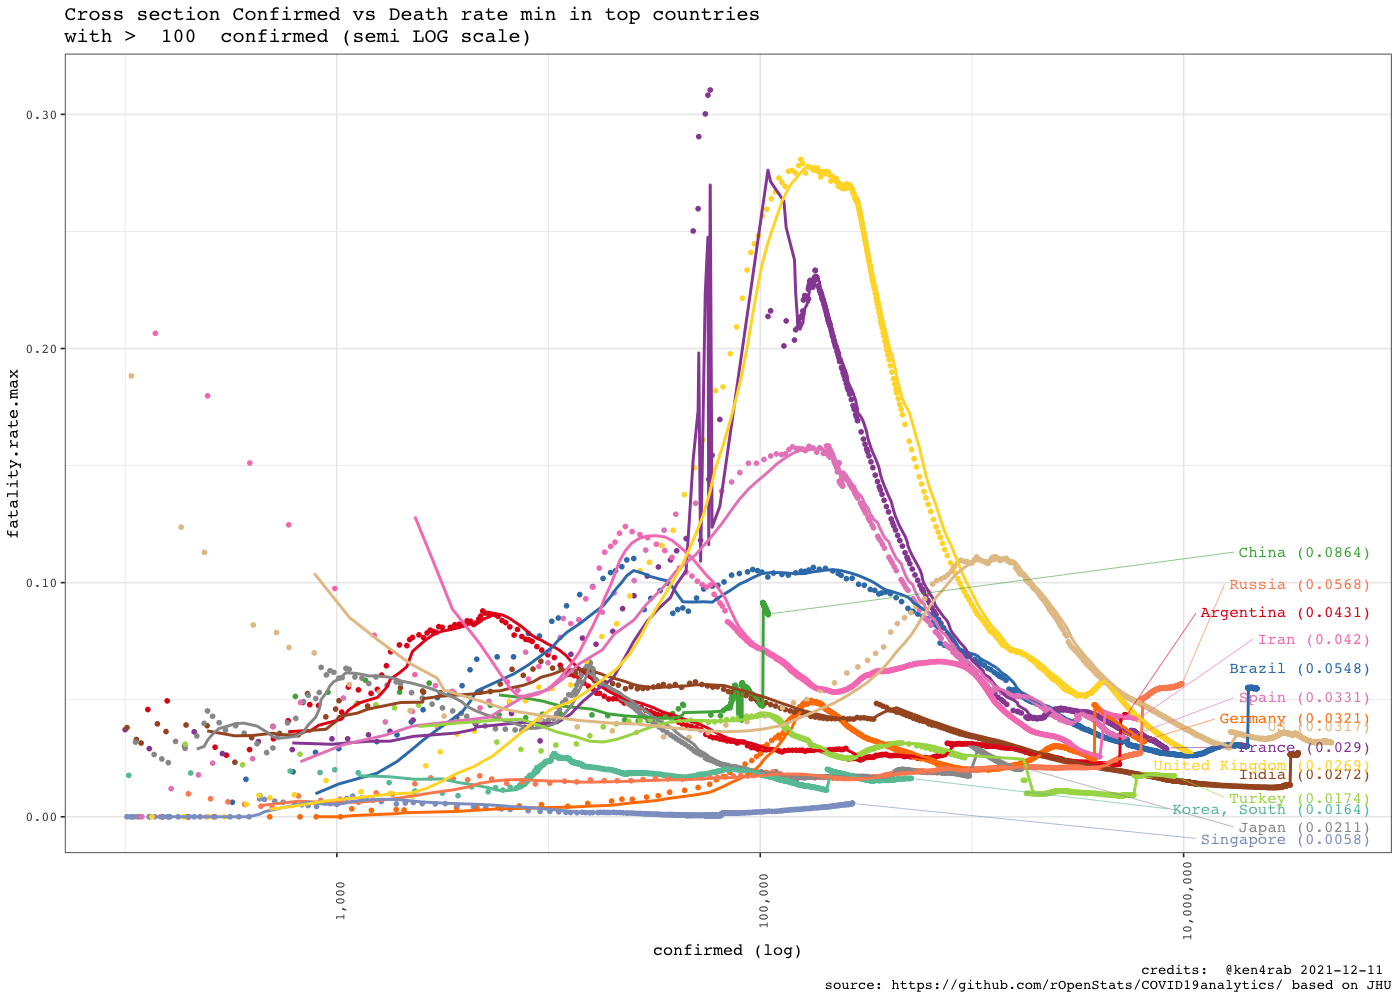 Cross section Confirmed vs Death rate min in top countries
with >  100  confirmed (semi LOG scale)
fatality.rate.max
0.30
0.20
0.10
0.00
China (0.0864)
Russia (0.0568)
Argentina (0.0431)
Iran (0.042)
Brazil (0.0548)
Spain (0.0331)
Germany (0.0321)
(0.0317)
France (0.029)
United Kingdom (0.0269)
India (0.0272)
Turkey (0.0174)
Korea, South (0.0164)
Japan (0.0211)
Singapore (0.0058)
1,000
100,000
10,000,000
confirmed (log)
credits:  @ken4rab 2021-12-11
source: https://github.com/rOpenStats/COVID19analytics/ based on JHU